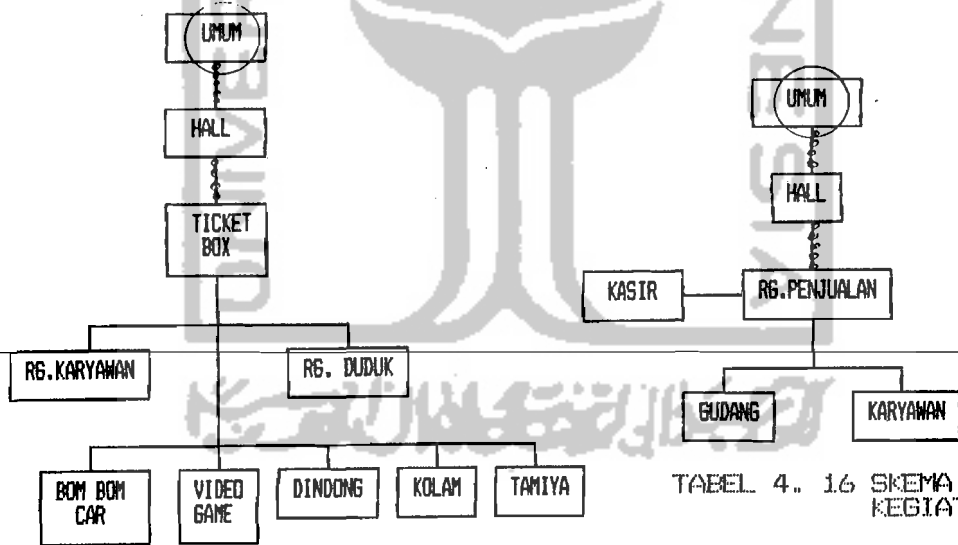 UMUM
HALL
TICKET
BOX
RG.KARYAWAN
RG. DUDUK
BOM BOM
CAR
VIDEO
GAME
DINDONG
KOLAM
TAMIYA
UMUM
HALL
KASIR
RG.PENJUALAN
GUDANG
KARYAWAN
TABEL 4. 16 SKEMA
KEGIAT